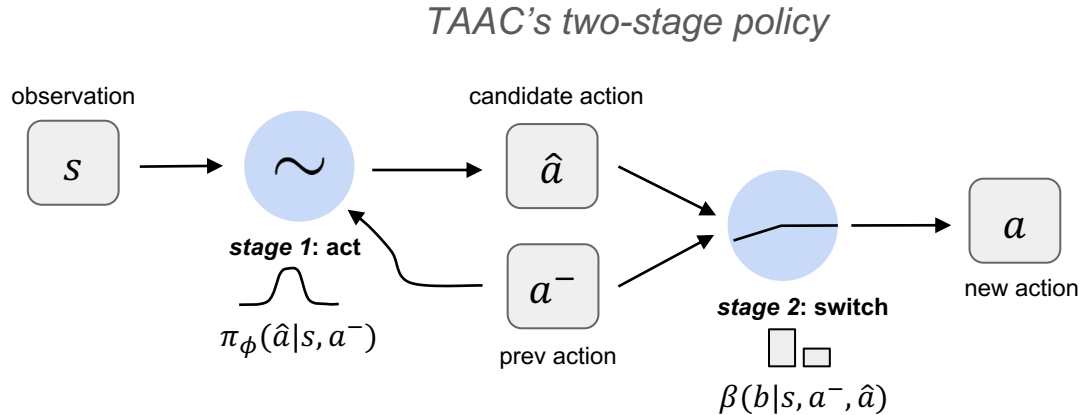 TAAC's two-stage policy
observation
s
∼
stage 1: act
π_ϕ(â|s, a⁻)
candidate action
â
a⁻
prev action
stage 2: switch
β(b|s, a⁻, â)
a
new action